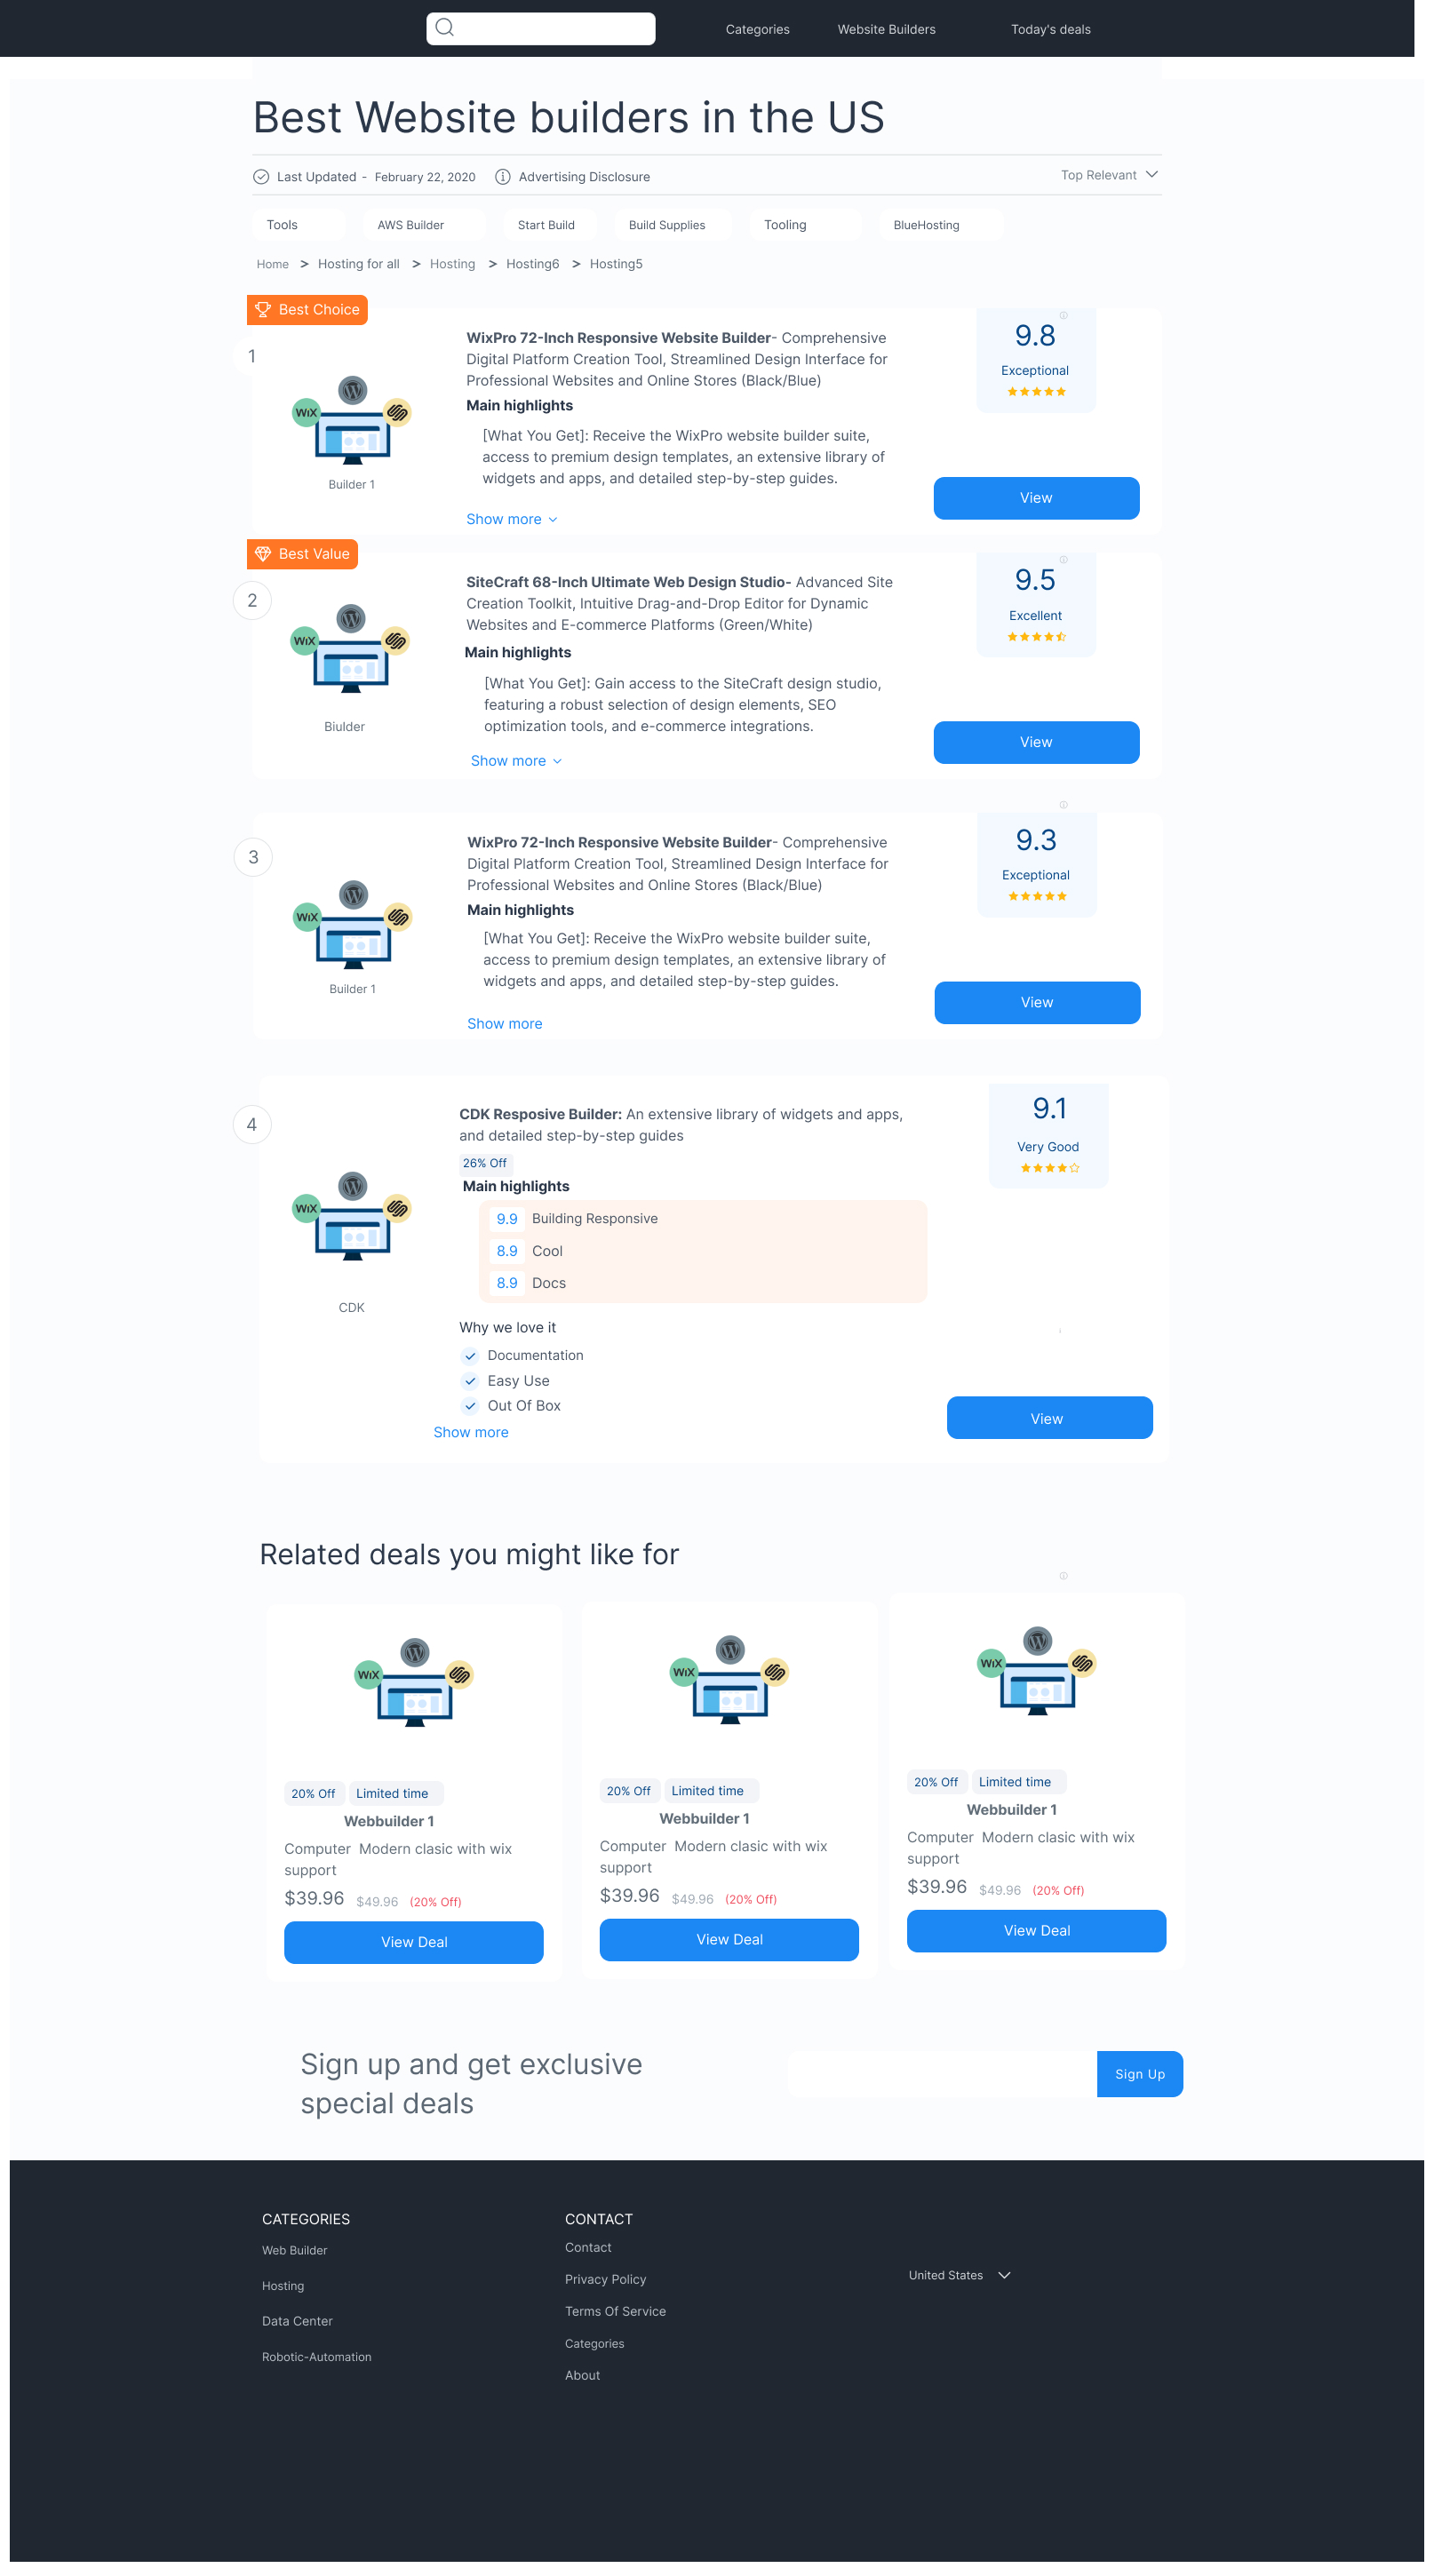 Categories Website Builders Today's deals
Best Website builders in the US
Last Updated - February 22, 2020 Advertising Disclosure Top Relevant
Tools AWS Builder Start Build Build Supplies Tooling BlueHosting
Home > Hosting for all > Hosting > Hosting6 > Hosting5
Best Choice
1
WiX
Builder 1
WixPro 72-Inch Responsive Website Builder- Comprehensive
Digital Platform Creation Tool, Streamlined Design Interface for
Professional Websites and Online Stores (Black/Blue)
Main highlights
[What You Get]: Receive the WixPro website builder suite,
access to premium design templates, an extensive library of
widgets and apps, and detailed step-by-step guides.
Show more
9.8
Exceptional
View
Best Value
2
WiX
Biulder
SiteCraft 68-Inch Ultimate Web Design Studio- Advanced Site
Creation Toolkit, Intuitive Drag-and-Drop Editor for Dynamic
Websites and E-commerce Platforms (Green/White)
Main highlights
[What You Get]: Gain access to the SiteCraft design studio,
featuring a robust selection of design elements, SEO
optimization tools, and e-commerce integrations.
Show more
9.5
Excellent
View
3
WiX
Builder 1
WixPro 72-Inch Responsive Website Builder- Comprehensive
Digital Platform Creation Tool, Streamlined Design Interface for
Professional Websites and Online Stores (Black/Blue)
Main highlights
[What You Get]: Receive the WixPro website builder suite,
access to premium design templates, an extensive library of
widgets and apps, and detailed step-by-step guides.
Show more
9.3
Exceptional
View
4
WiX
CDK
CDK Resposive Builder: An extensive library of widgets and apps,
and detailed step-by-step guides
26% Off
Main highlights
9.9 Building Responsive
8.9 Cool
8.9 Docs
Why we love it
Documentation
Easy Use
Out Of Box
Show more
9.1
Very Good
View
Related deals you might like for
WiX
20% Off Limited time
Webbuilder 1
Computer Modern clasic with wix
support
$39.96 $49.96 (20% Off)
View Deal
WiX
20% Off Limited time
Webbuilder 1
Computer Modern clasic with wix
support
$39.96 $49.96 (20% Off)
View Deal
WiX
20% Off Limited time
Webbuilder 1
Computer Modern clasic with wix
support
$39.96 $49.96 (20% Off)
View Deal
Sign up and get exclusive
special deals
Sign Up
CATEGORIES
Web Builder
Hosting
Data Center
Robotic-Automation
CONTACT
Contact
Privacy Policy
Terms Of Service
Categories
About
United States